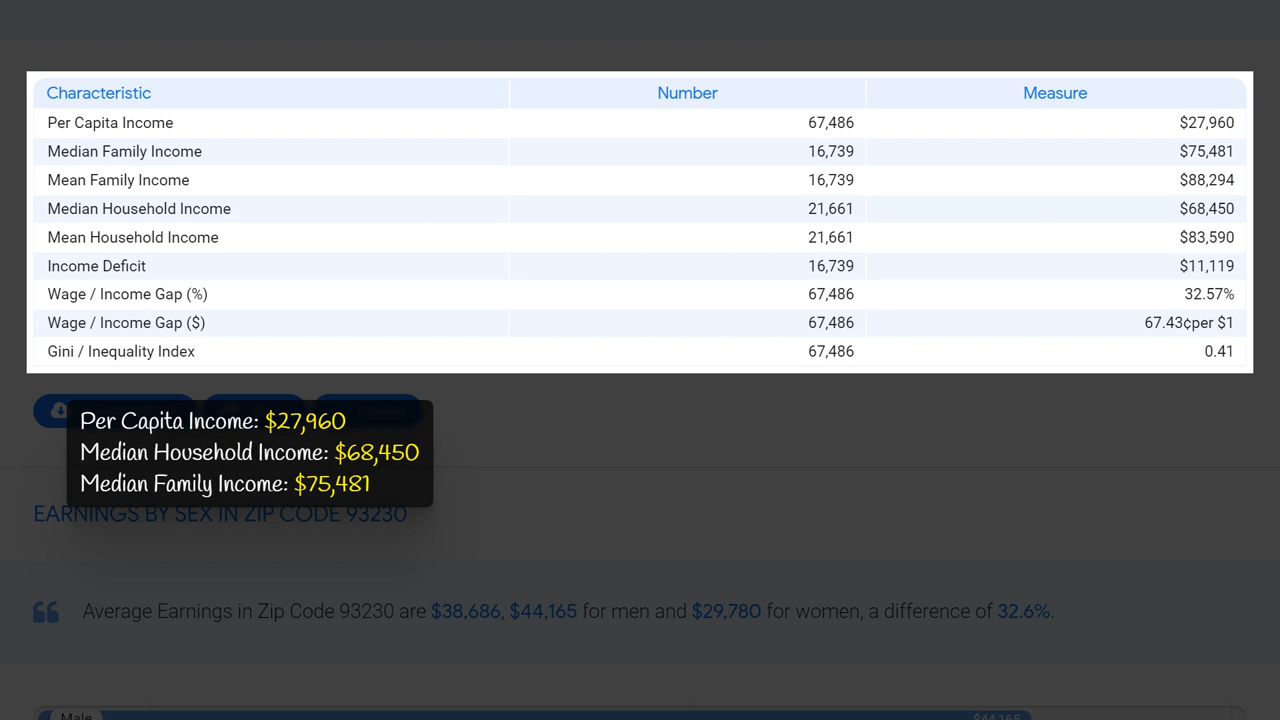 Characteristic Number Measure
Per Capita Income 67,486 $27,960
Median Family Income 16,739 $75,481
Mean Family Income 16,739 $88,294
Median Household Income 21,661 $68,450
Mean Household Income 21,661 $83,590
Income Deficit 16,739 $11,119
Wage / Income Gap (%) 67,486 32.57%
Wage / Income Gap ($) 67,486 67.43¢per $1
Gini / Inequality Index 67,486 0.41
Per Capita Income: $27,960
Median Household Income: $68,450
Median Family Income: $75,481
EARNINGS BY SEX IN ZIP CODE 93230
Average Earnings in Zip Code 93230 are $38,686, $44,165 for men and $29,780 for women, a difference of 32.6%.
Male $44,165